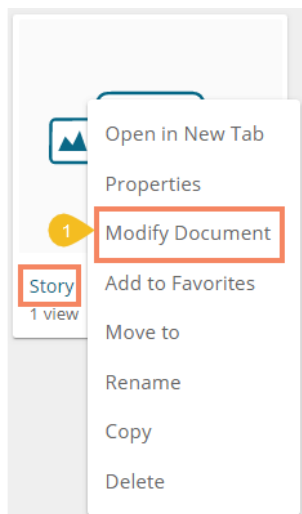 Open in New Tab
Properties
1
Modify Document
Story
Add to Favorites
1 view
Move to
Rename
Copy
Delete